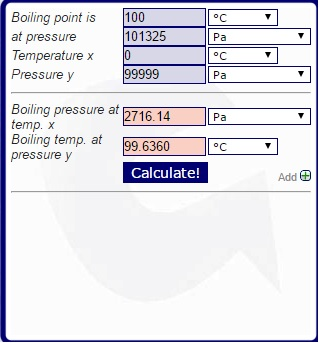 Boiling point is 100 °C
at pressure 101325 Pa
Temperature x 0 °C
Pressure y 99999 Pa
Boiling pressure at
temp. x 2716.14 Pa
Boiling temp. at
pressure y 99.6360 °C
Calculate!
Add